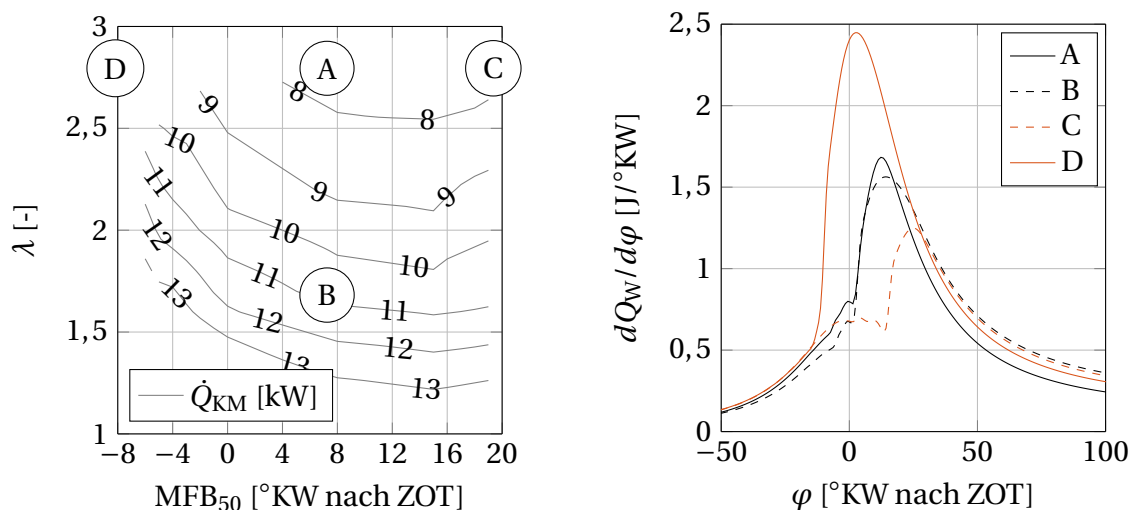 3
2,5
2
1,5
1
λ [-]
D
A
C
B
8
8
9
9
9
10
10
10
11
11
11
12
12
12
13
13
13
Q̇KM [kW]
−8 −4 0 4 8 12 16 20
MFB50 [°KW nach ZOT]
2,5
2
1,5
1
0,5
0
dQW/dφ [J/°KW]
A
B
C
D
−50 0 50 100
φ [°KW nach ZOT]